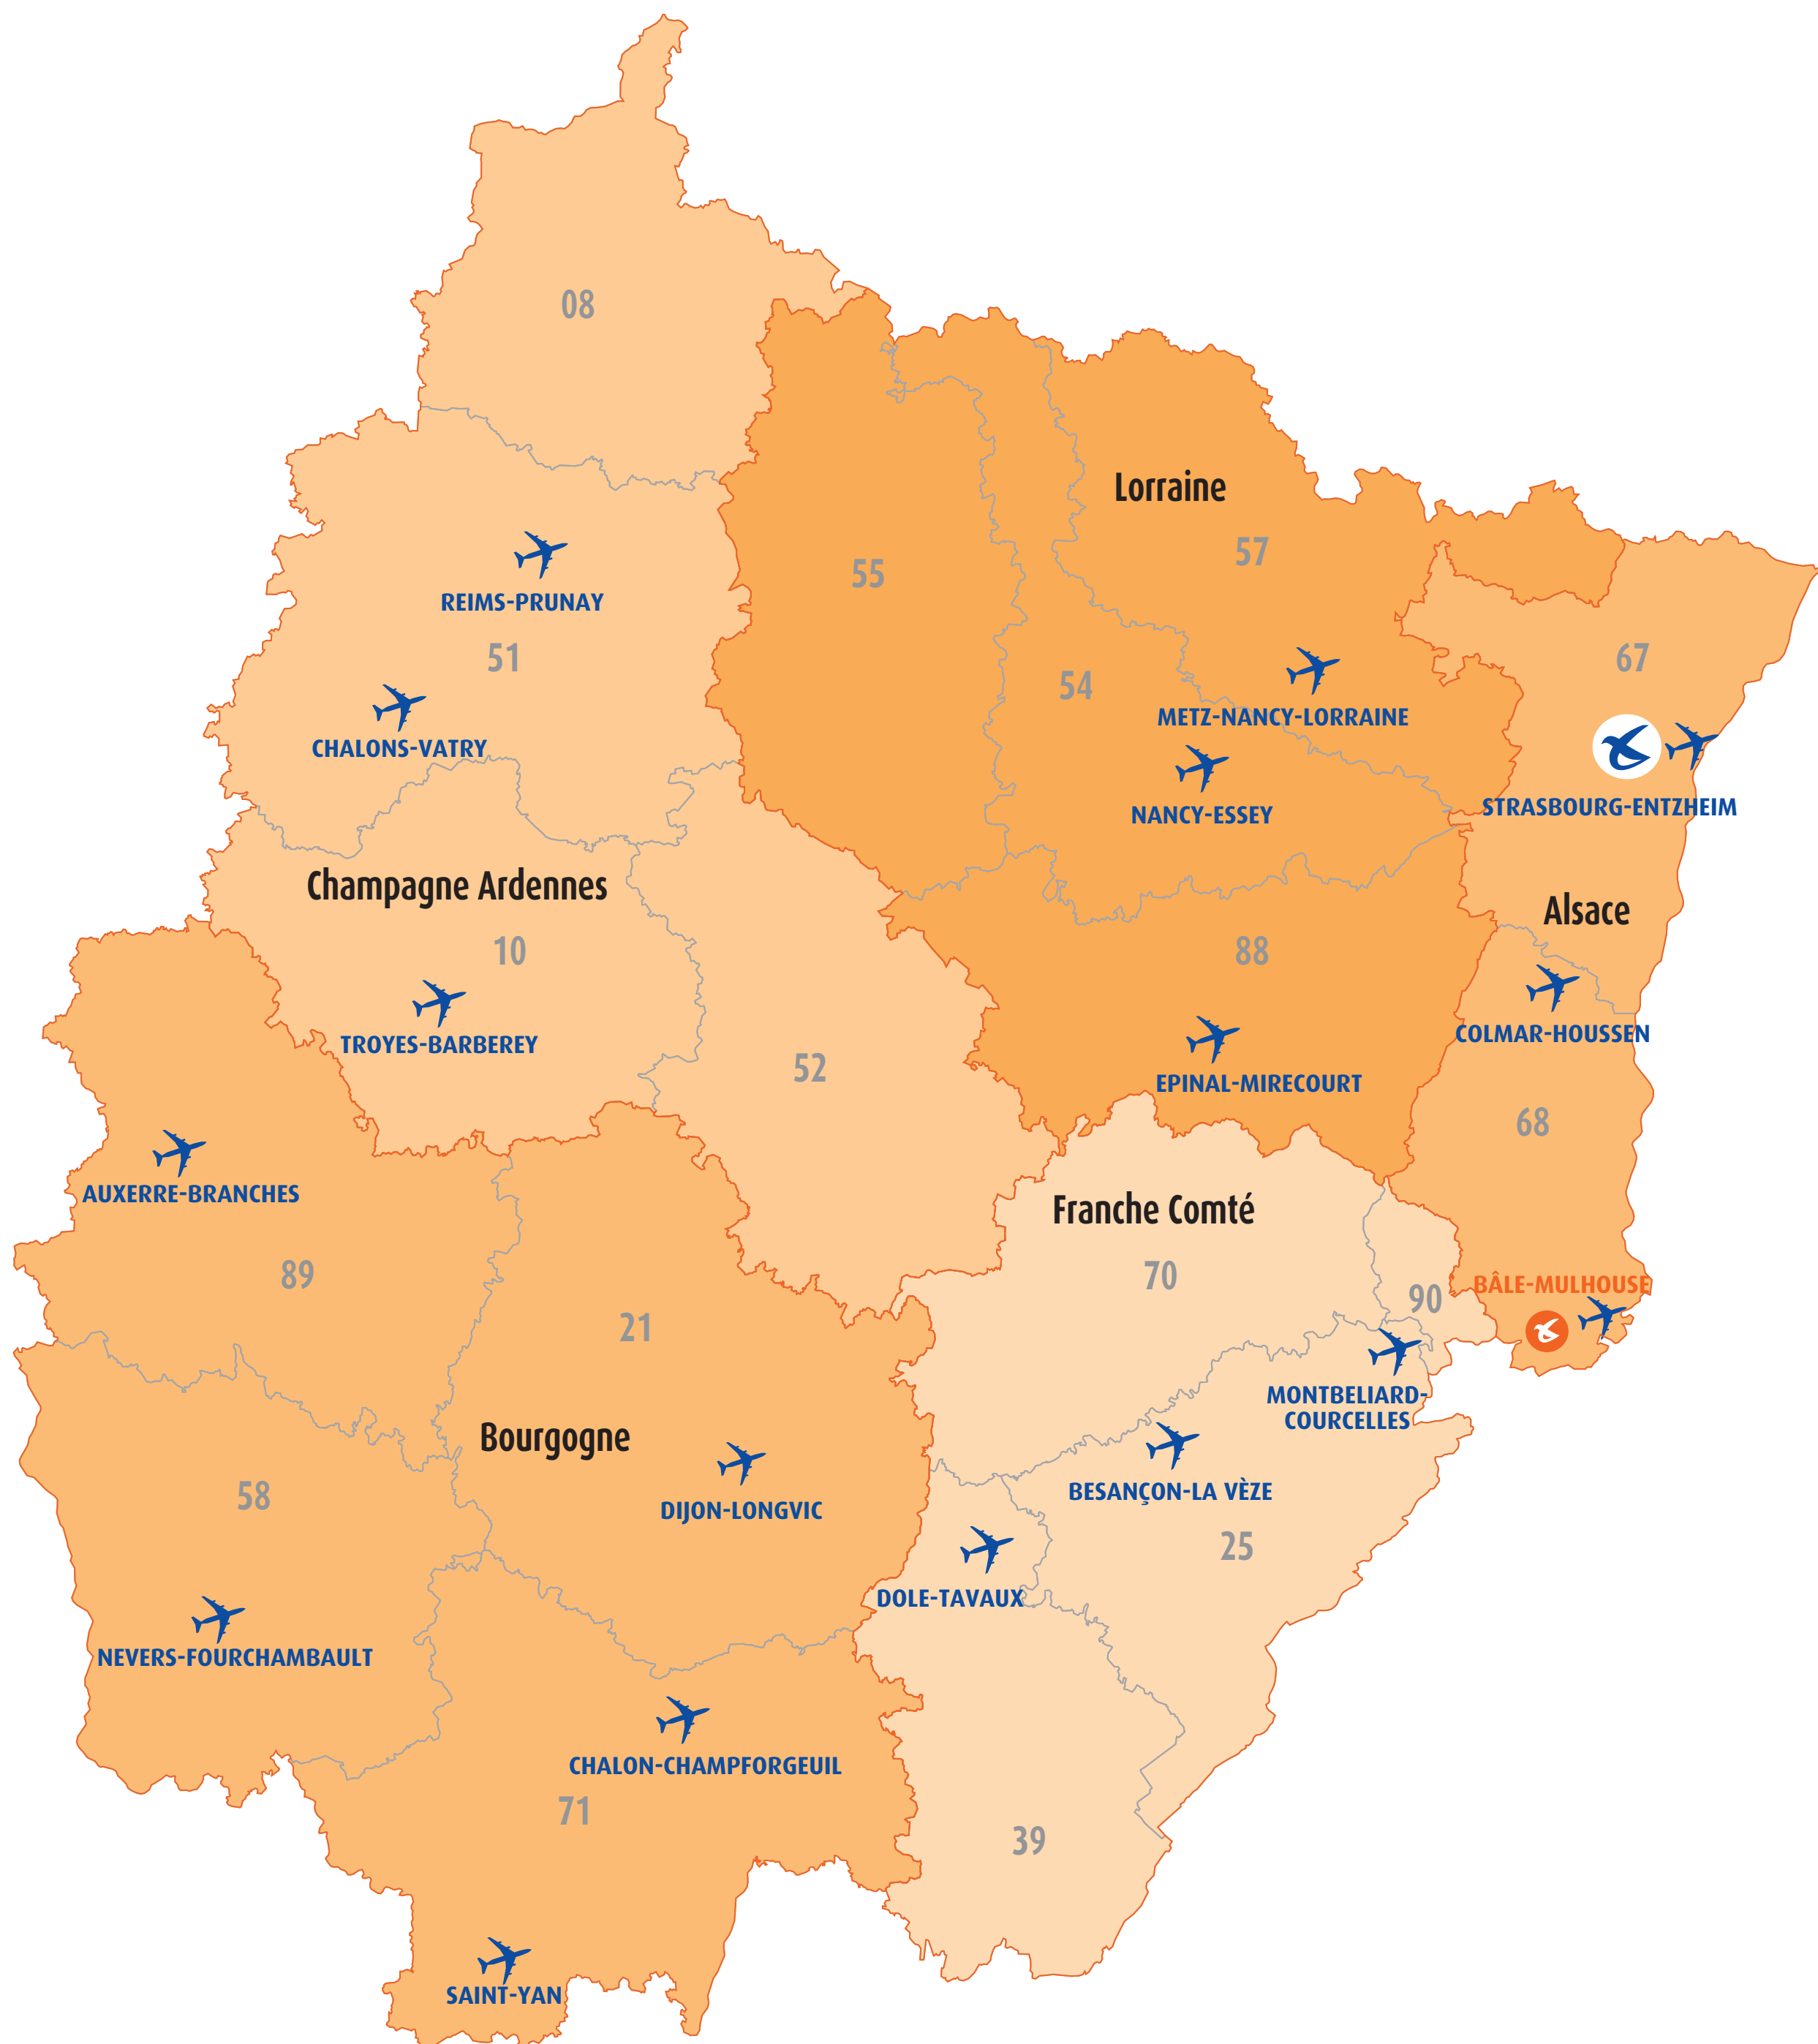 08
Lorraine
57
55
REIMS-PRUNAY
51
67
54
METZ-NANCY-LORRAINE
CHALONS-VATRY
STRASBOURG-ENTZHEIM
NANCY-ESSEY
Champagne Ardennes
Alsace
10
88
COLMAR-HOUSSEN
TROYES-BARBEREY
52
EPINAL-MIRECOURT
68
AUXERRE-BRANCHES
Franche Comté
89
70
BÂLE-MULHOUSE
90
21
MONTBELIARD-
COURCELLES
Bourgogne
BESANÇON-LA VÈZE
58
DIJON-LONGVIC
25
DOLE-TAVAUX
NEVERS-FOURCHAMBAULT
CHALON-CHAMPFORGEUIL
71
39
SAINT-YAN